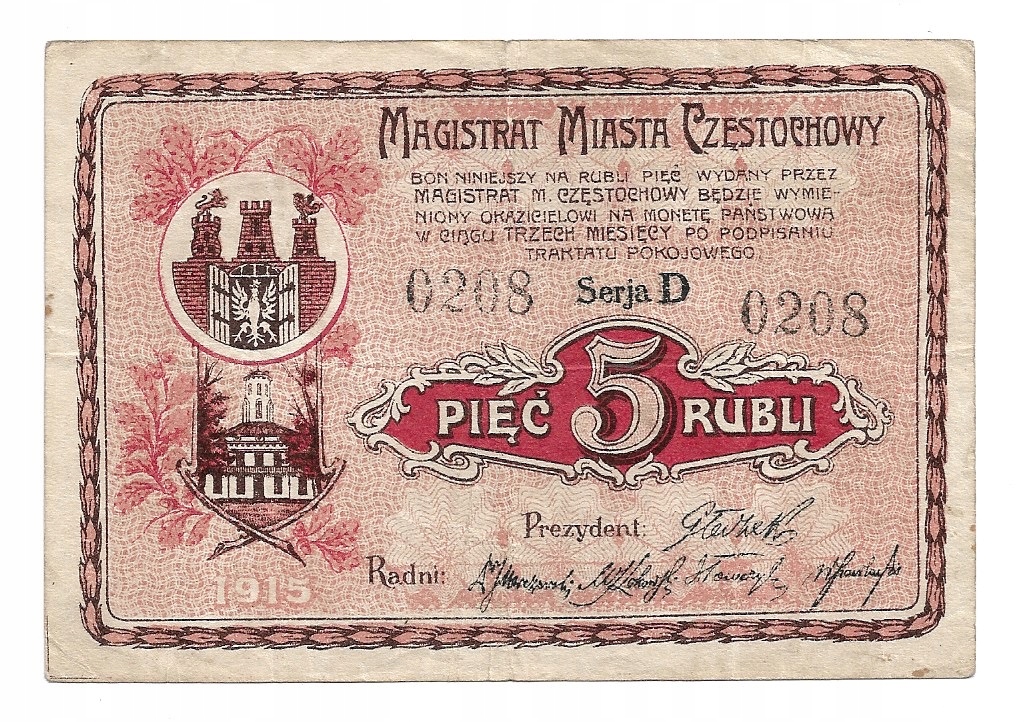 MAGISTRAT MIASTA CZĘSTOCHOWY
BON NINIEJSZY NA RUBLI PIĘĆ WYDANY PRZEZ
MAGISTRAT M. CZĘSTOCHOWY BĘDZIE WYMIE-
NIONY OKAZICIELOWI NA MONETĘ PAŃSTWOWĄ
W CIĄGU TRZECH MIESIĘCY PO PODPISANIU
TRAKTATU POKOJOWEGO.
0208 Serja D 0208
PIĘĆ 5 RUBLI
Prezydent:
Radni:
1915